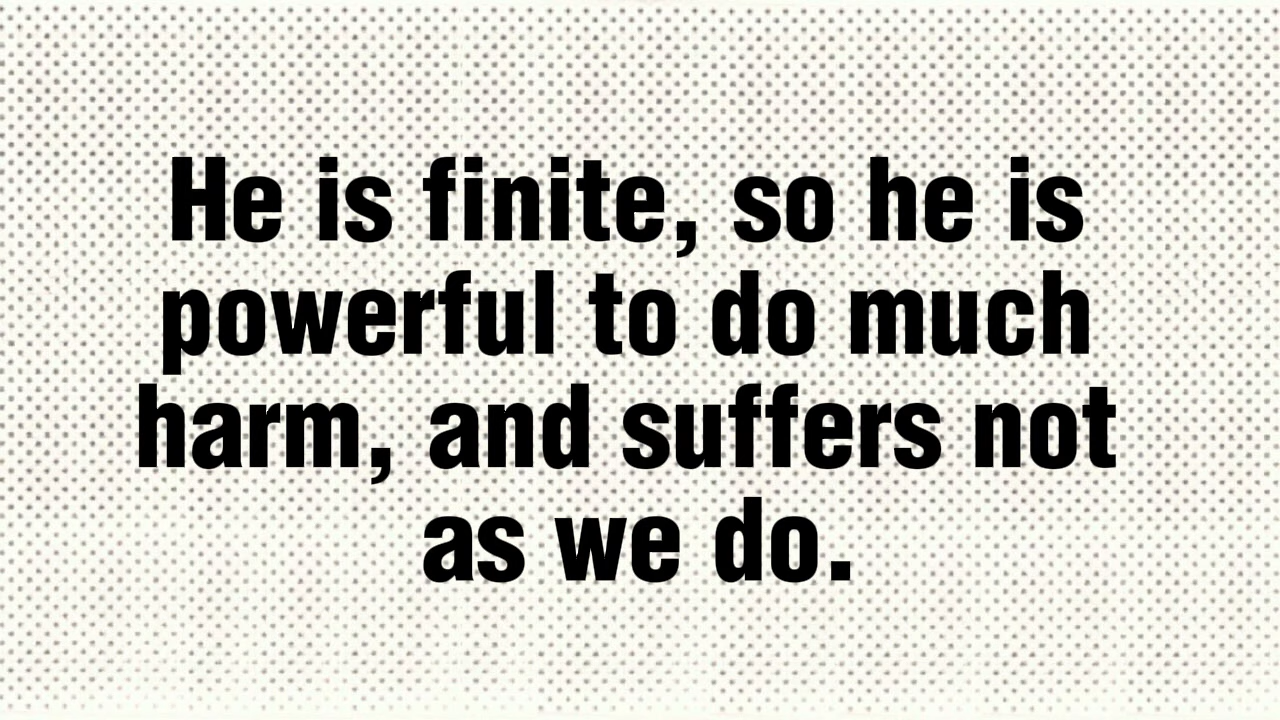 He is finite, so he is
powerful to do much
harm, and suffers not
as we do.